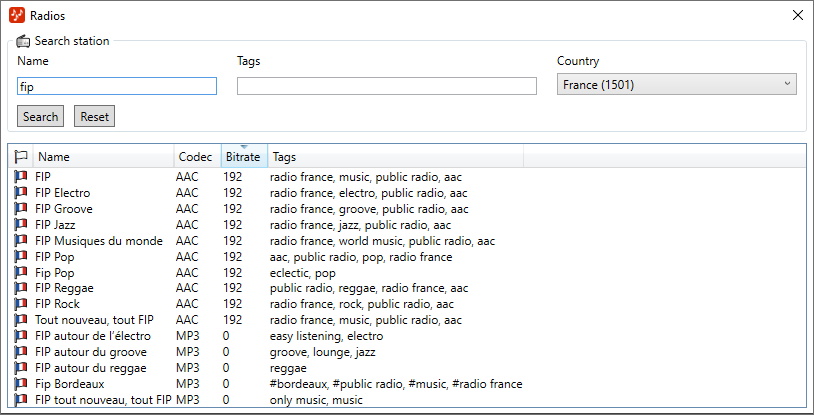 Radios
Search station
Name Tags Country
fip France (1501)
Search Reset
Name Codec Bitrate Tags
FIP AAC 192 radio france, music, public radio, aac
FIP Electro AAC 192 radio france, electro, public radio, aac
FIP Groove AAC 192 radio france, groove, public radio, aac
FIP Jazz AAC 192 radio france, jazz, public radio, aac
FIP Musiques du monde AAC 192 radio france, world music, public radio, aac
FIP Pop AAC 192 aac, public radio, pop, radio france
Fip Pop AAC 192 eclectic, pop
FIP Reggae AAC 192 public radio, reggae, radio france, aac
FIP Rock AAC 192 radio france, rock, public radio, aac
Tout nouveau, tout FIP AAC 192 radio france, music, public radio, aac
FIP autour de l’électro MP3 0 easy listening, electro
FIP autour du groove MP3 0 groove, lounge, jazz
FIP autour du reggae MP3 0 reggae
Fip Bordeaux MP3 0 #bordeaux, #public radio, #music, #radio france
FIP tout nouveau, tout FIP MP3 0 only music, music